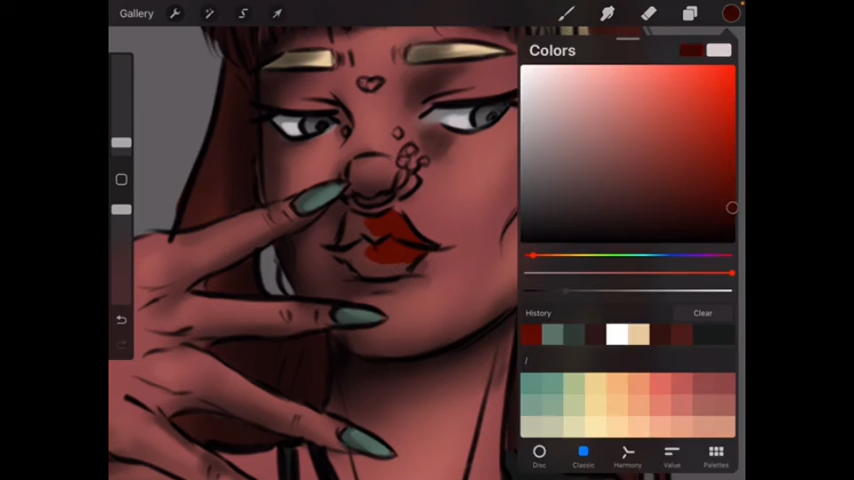 Gallery
Colors
History Clear
/
Disc Classic Harmony Value Palettes